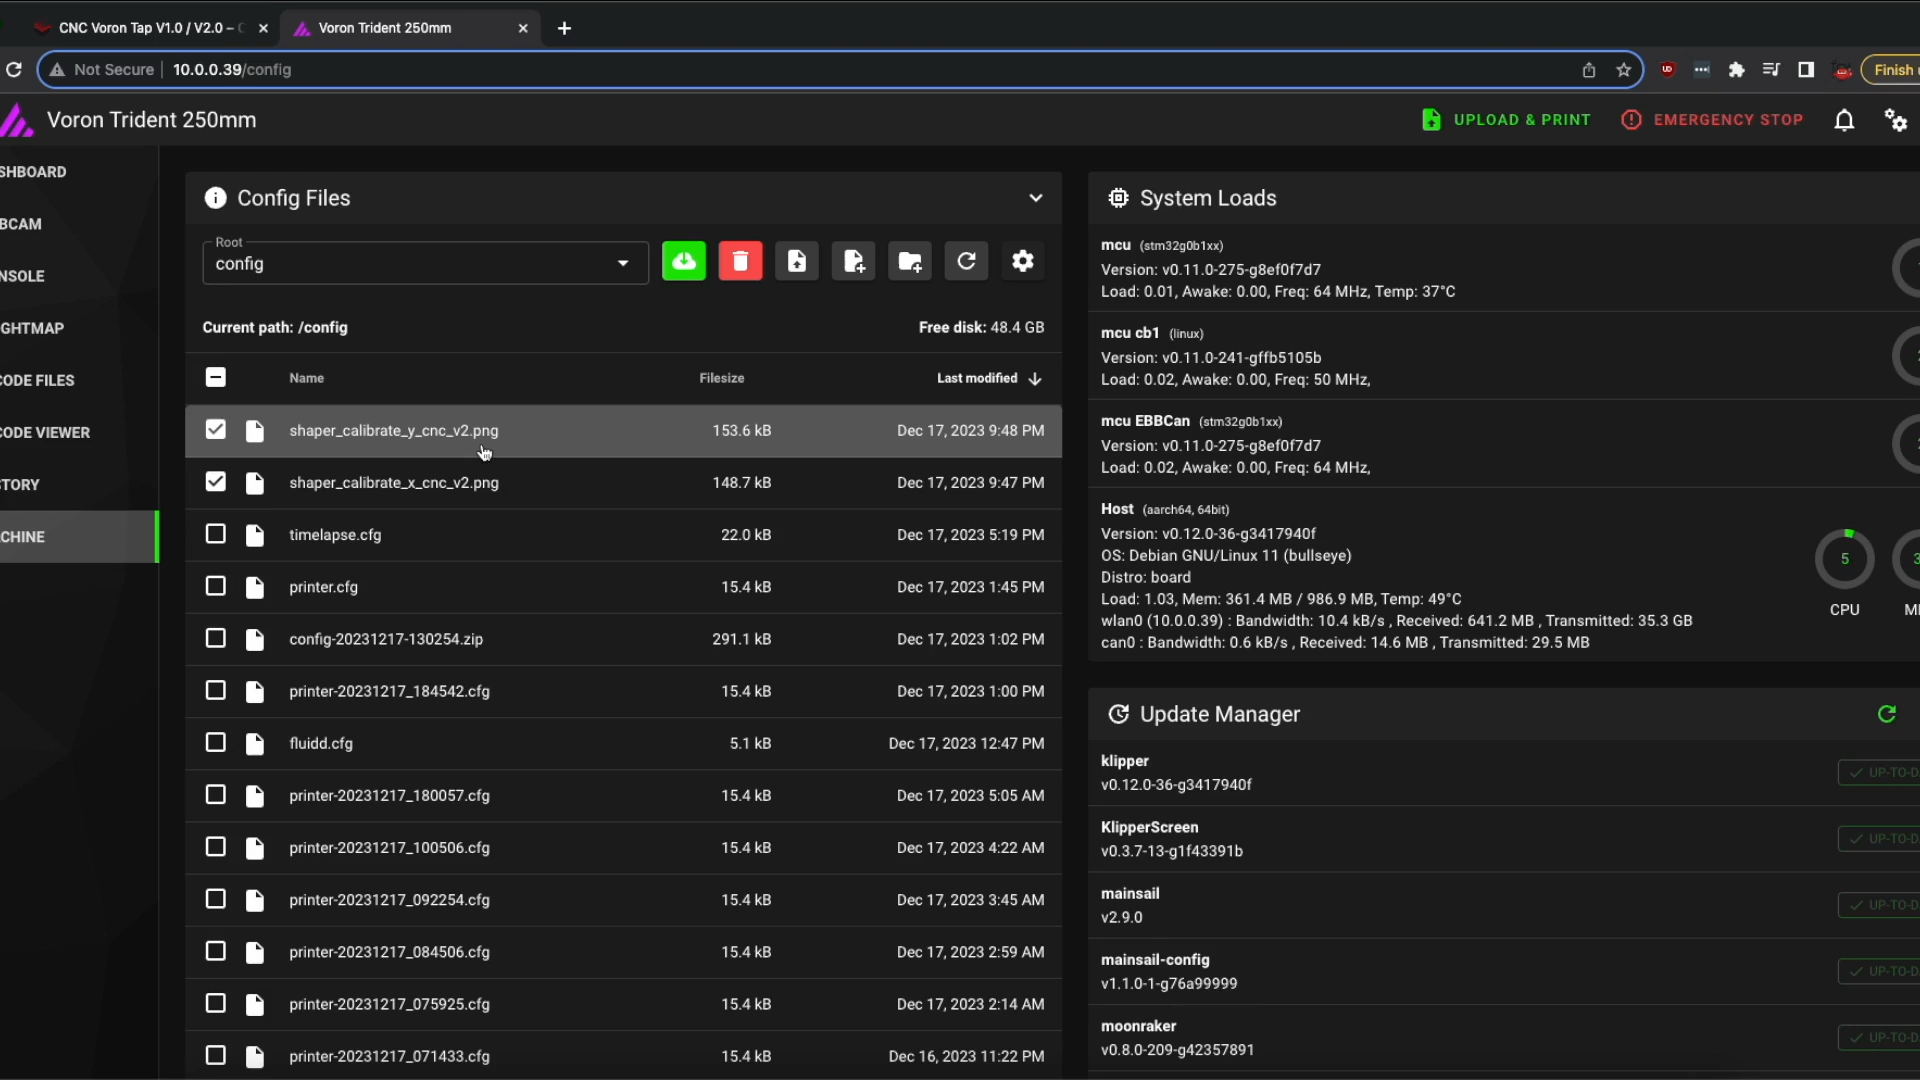 CNC Voron Tap V1.0 / V2.0 –
Voron Trident 250mm
Not Secure
10.0.0.39/config
Finish
Voron Trident 250mm
UPLOAD & PRINT
EMERGENCY STOP
SHBOARD
BCAM
NSOLE
GHTMAP
CODE FILES
CODE VIEWER
STORY
CHINE
Config Files
Root
config
Current path: /config
Free disk: 48.4 GB
Name Filesize Last modified
shaper_calibrate_y_cnc_v2.png 153.6 kB Dec 17, 2023 9:48 PM
shaper_calibrate_x_cnc_v2.png 148.7 kB Dec 17, 2023 9:47 PM
timelapse.cfg 22.0 kB Dec 17, 2023 5:19 PM
printer.cfg 15.4 kB Dec 17, 2023 1:45 PM
config-20231217-130254.zip 291.1 kB Dec 17, 2023 1:02 PM
printer-20231217_184542.cfg 15.4 kB Dec 17, 2023 1:00 PM
fluidd.cfg 5.1 kB Dec 17, 2023 12:47 PM
printer-20231217_180057.cfg 15.4 kB Dec 17, 2023 5:05 AM
printer-20231217_100506.cfg 15.4 kB Dec 17, 2023 4:22 AM
printer-20231217_092254.cfg 15.4 kB Dec 17, 2023 3:45 AM
printer-20231217_084506.cfg 15.4 kB Dec 17, 2023 2:59 AM
printer-20231217_075925.cfg 15.4 kB Dec 17, 2023 2:14 AM
printer-20231217_071433.cfg 15.4 kB Dec 16, 2023 11:22 PM
System Loads
mcu (stm32g0b1xx)
Version: v0.11.0-275-g8ef0f7d7
Load: 0.01, Awake: 0.00, Freq: 64 MHz, Temp: 37°C
mcu cb1 (linux)
Version: v0.11.0-241-gffb5105b
Load: 0.02, Awake: 0.00, Freq: 50 MHz,
mcu EBBCan (stm32g0b1xx)
Version: v0.11.0-275-g8ef0f7d7
Load: 0.02, Awake: 0.00, Freq: 64 MHz,
Host (aarch64, 64bit)
Version: v0.12.0-36-g3417940f
OS: Debian GNU/Linux 11 (bullseye)
Distro: board
Load: 1.03, Mem: 361.4 MB / 986.9 MB, Temp: 49°C
wlan0 (10.0.0.39) : Bandwidth: 10.4 kB/s , Received: 641.2 MB , Transmitted: 35.3 GB
can0 : Bandwidth: 0.6 kB/s , Received: 14.6 MB , Transmitted: 29.5 MB
5
CPU
Update Manager
klipper
v0.12.0-36-g3417940f
UP-TO-D
KlipperScreen
v0.3.7-13-g1f43391b
UP-TO-D
mainsail
v2.9.0
UP-TO-D
mainsail-config
v1.1.0-1-g76a99999
UP-TO-D
moonraker
v0.8.0-209-g42357891
UP-TO-D